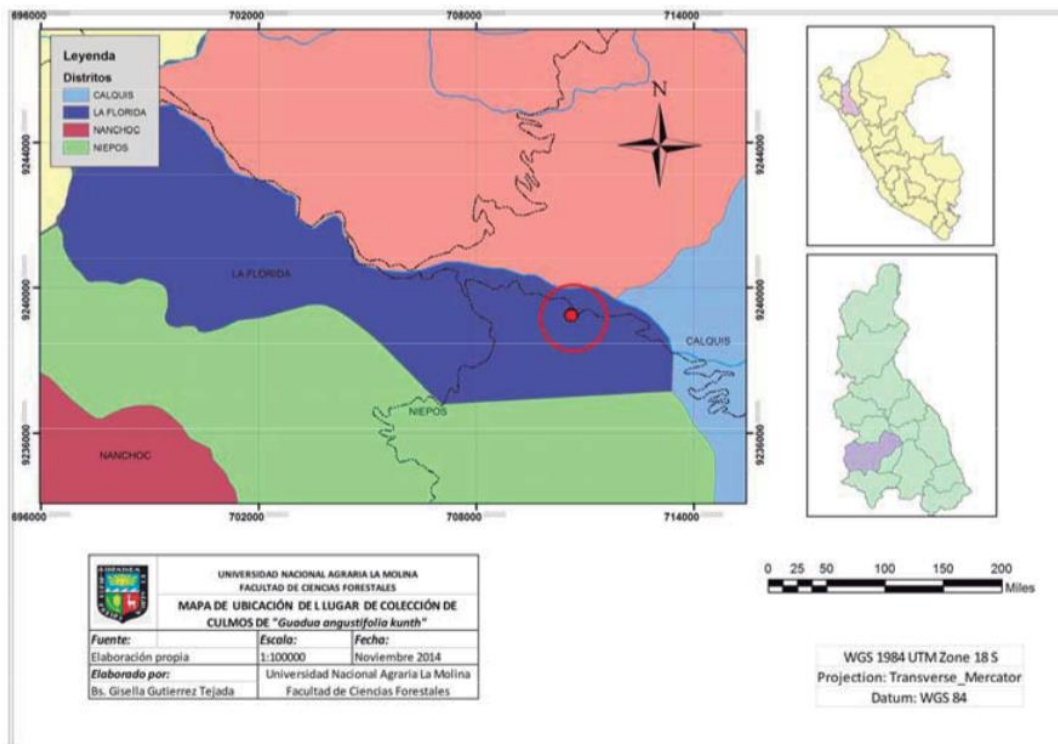 696000 702000 708000 714000
Leyenda
Distritos
CALQUIS
LA FLORIDA
NANCHOC
NIEPOS
N
9244000 9244000
LA FLORIDA
9240000 9240000
CALQUIS
NIEPOS
9236000 9236000
NANCHOC
696000 702000 708000 714000
0 25 50 100 150 200
Miles
UNIVERSIDAD NACIONAL AGRARIA LA MOLINA
FACULTAD DE CIENCIAS FORESTALES
MAPA DE UBICACIÓN DE L LUGAR DE COLECCIÓN DE
CULMOS DE "Guadua angustifolia kunth"
Fuente: Escala: Fecha:
Elaboración propia 1:100000 Noviembre 2014
Elaborado por: Universidad Nacional Agraria La Molina
Bs. Gisella Gutierrez Tejada Facultad de Ciencias Forestales
WGS 1984 UTM Zone 18 S
Projection: Transverse_Mercator
Datum: WGS 84